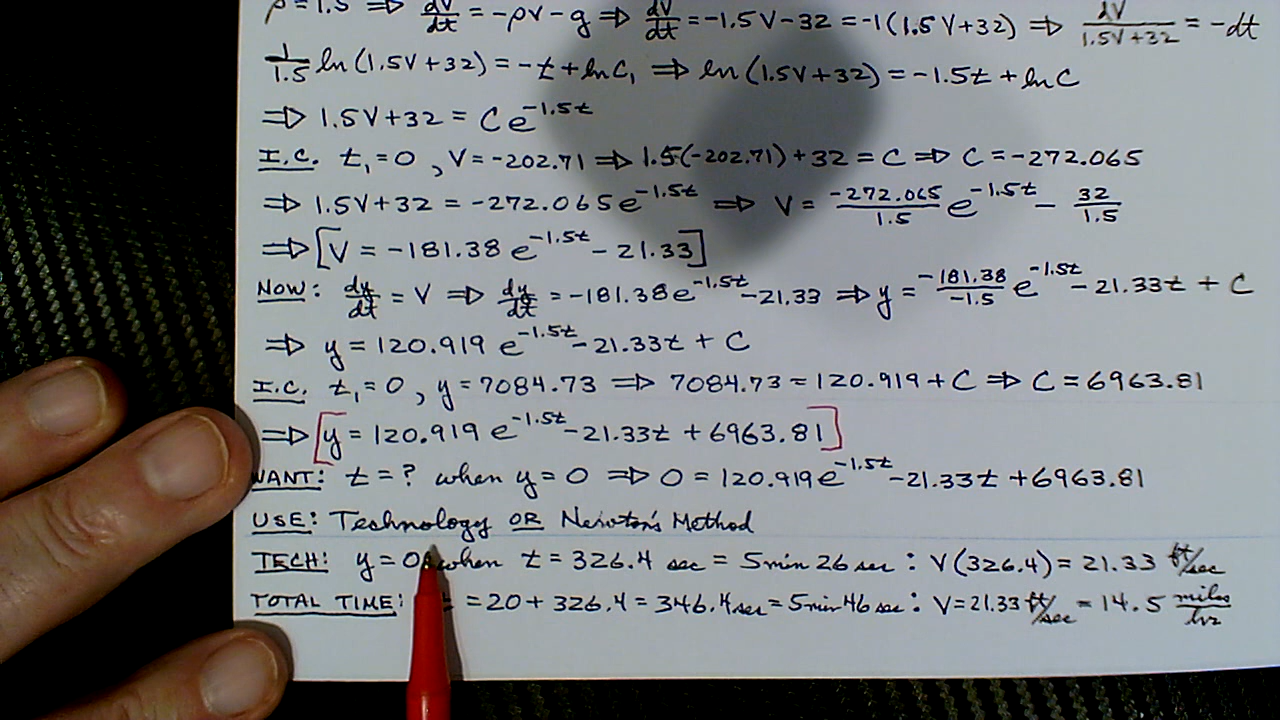 ρ = 1.5 ⇒ dv/dt = -ρv - g ⇒ dv/dt = -1.5V - 32 = -1(1.5V+32) ⇒ dv/(1.5V+32) = -dt
1/1.5 ln(1.5V+32) = -t + lnC₁ ⇒ ln(1.5V+32) = -1.5t + lnC
⇒ 1.5V+32 = Ce^(-1.5t)
I.C. t₁=0, V=-202.71 ⇒ 1.5(-202.71)+32 = C ⇒ C=-272.065
⇒ 1.5V+32 = -272.065e^(-1.5t) ⇒ V = -272.065/1.5 e^(-1.5t) - 32/1.5
⇒ [V = -181.38 e^(-1.5t) - 21.33]
NOW: dy/dt = V ⇒ dy/dt = -181.38e^(-1.5t) - 21.33 ⇒ y = -181.38/-1.5 e^(-1.5t) - 21.33t + C
⇒ y = 120.919 e^(-1.5t) - 21.33t + C
I.C. t₁=0, y=7084.73 ⇒ 7084.73 = 120.919 + C ⇒ C = 6963.81
⇒ [y = 120.919 e^(-1.5t) - 21.33t + 6963.81]
WANT: t = ? when y = 0 ⇒ 0 = 120.919e^(-1.5t) - 21.33t + 6963.81
USE: Technology OR Newton's Method
TECH: y = 0 when t = 326.4 sec = 5min 26 sec : V(326.4) = 21.33 ft/sec
TOTAL TIME: = 20 + 326.4 = 346.4 sec = 5min 46 sec : V = 21.33 ft/sec = 14.5 miles/hr